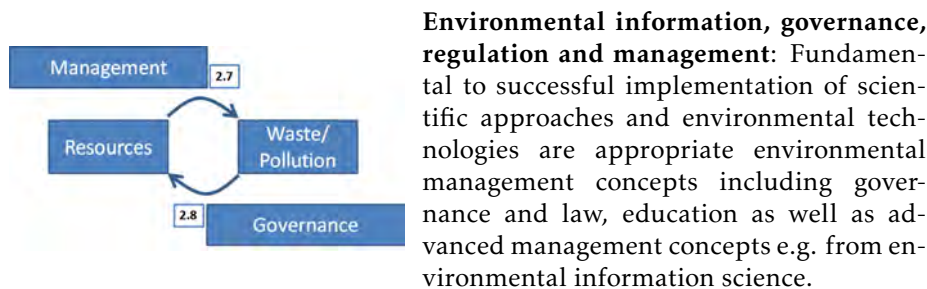 Management
2.7
Resources
Waste/
Pollution
2.8
Governance
Environmental information, governance,
regulation and management: Fundamen-
tal to successful implementation of scien-
tific approaches and environmental tech-
nologies are appropriate environmental
management concepts including gover-
nance and law, education as well as ad-
vanced management concepts e.g. from en-
vironmental information science.